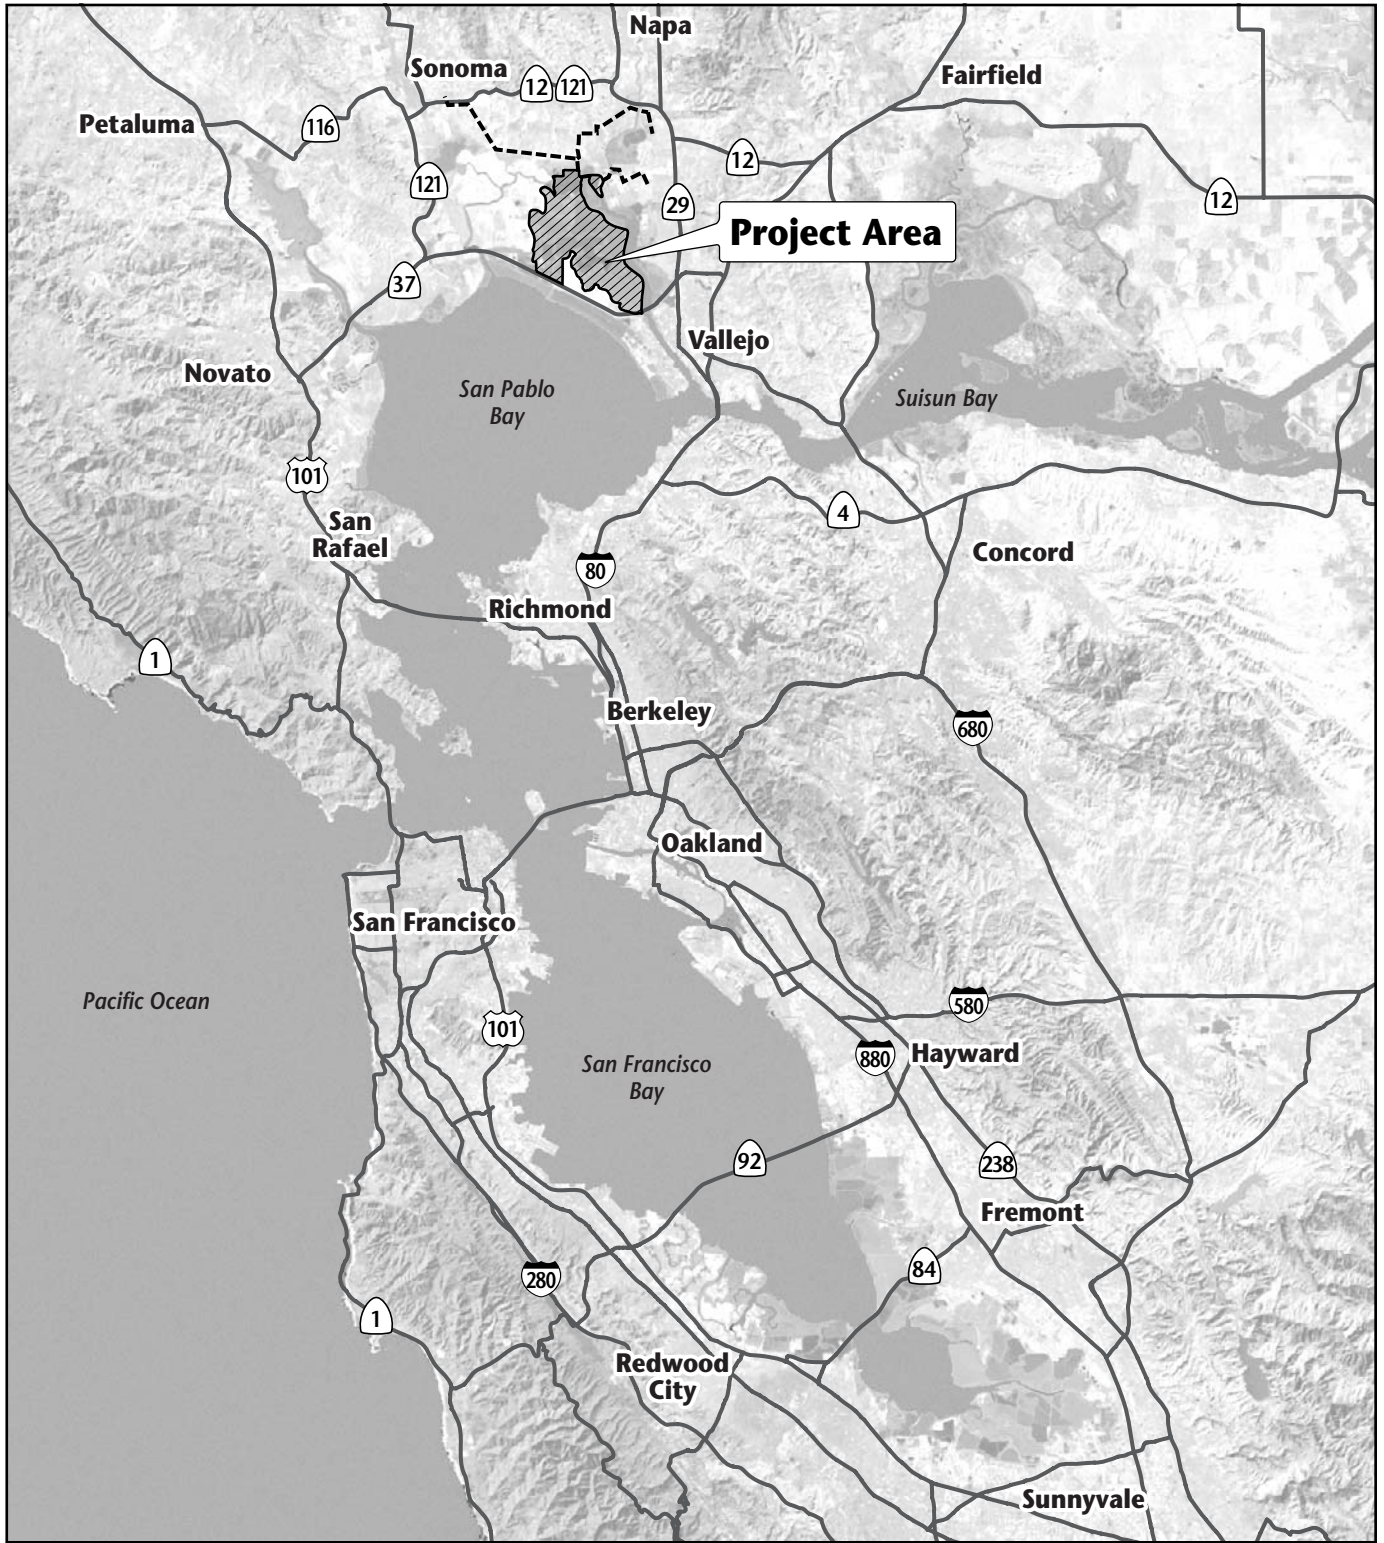 Napa
Sonoma
12
121
Fairfield
Petaluma
116
12
121
12
29
Project Area
37
Vallejo
Novato
San Pablo
Bay
Suisun Bay
101
4
San
Rafael
Concord
80
Richmond
1
Berkeley
680
Oakland
San Francisco
Pacific Ocean
580
101
Hayward
880
San Francisco
Bay
92
238
Fremont
84
280
1
Redwood
City
Sunnyvale